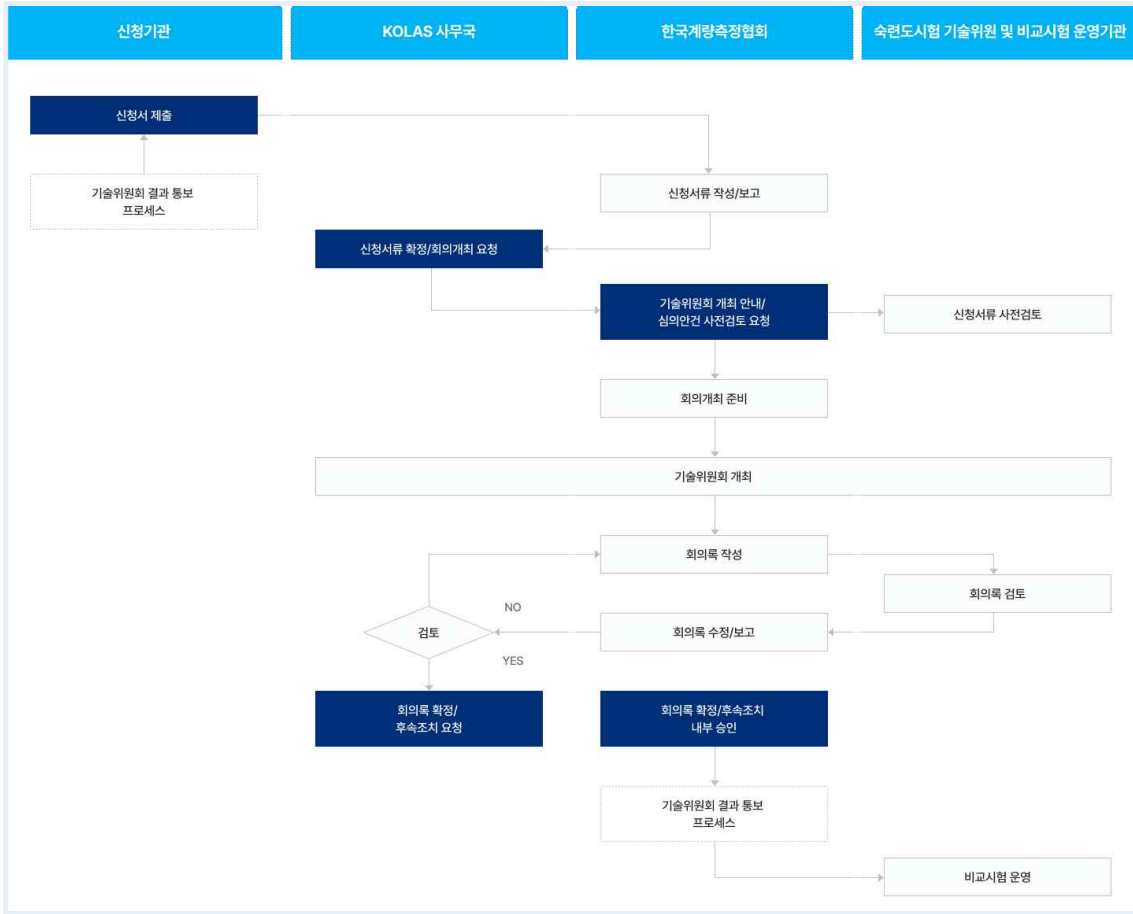 신청기관
KOLAS 사무국
한국계량측정협회
숙련도시험 기술위원 및 비교시험 운영기관
신청서 제출
기술위원회 결과 통보
프로세스
신청서류 작성/보고
신청서류 확정/회의개최 요청
기술위원회 개최 안내/
심의안건 사전검토 요청
신청서류 사전검토
회의개최 준비
기술위원회 개최
회의록 작성
회의록 검토
NO
검토
회의록 수정/보고
YES
회의록 확정/
후속조치 요청
회의록 확정/후속조치
내부 승인
기술위원회 결과 통보
프로세스
비교시험 운영